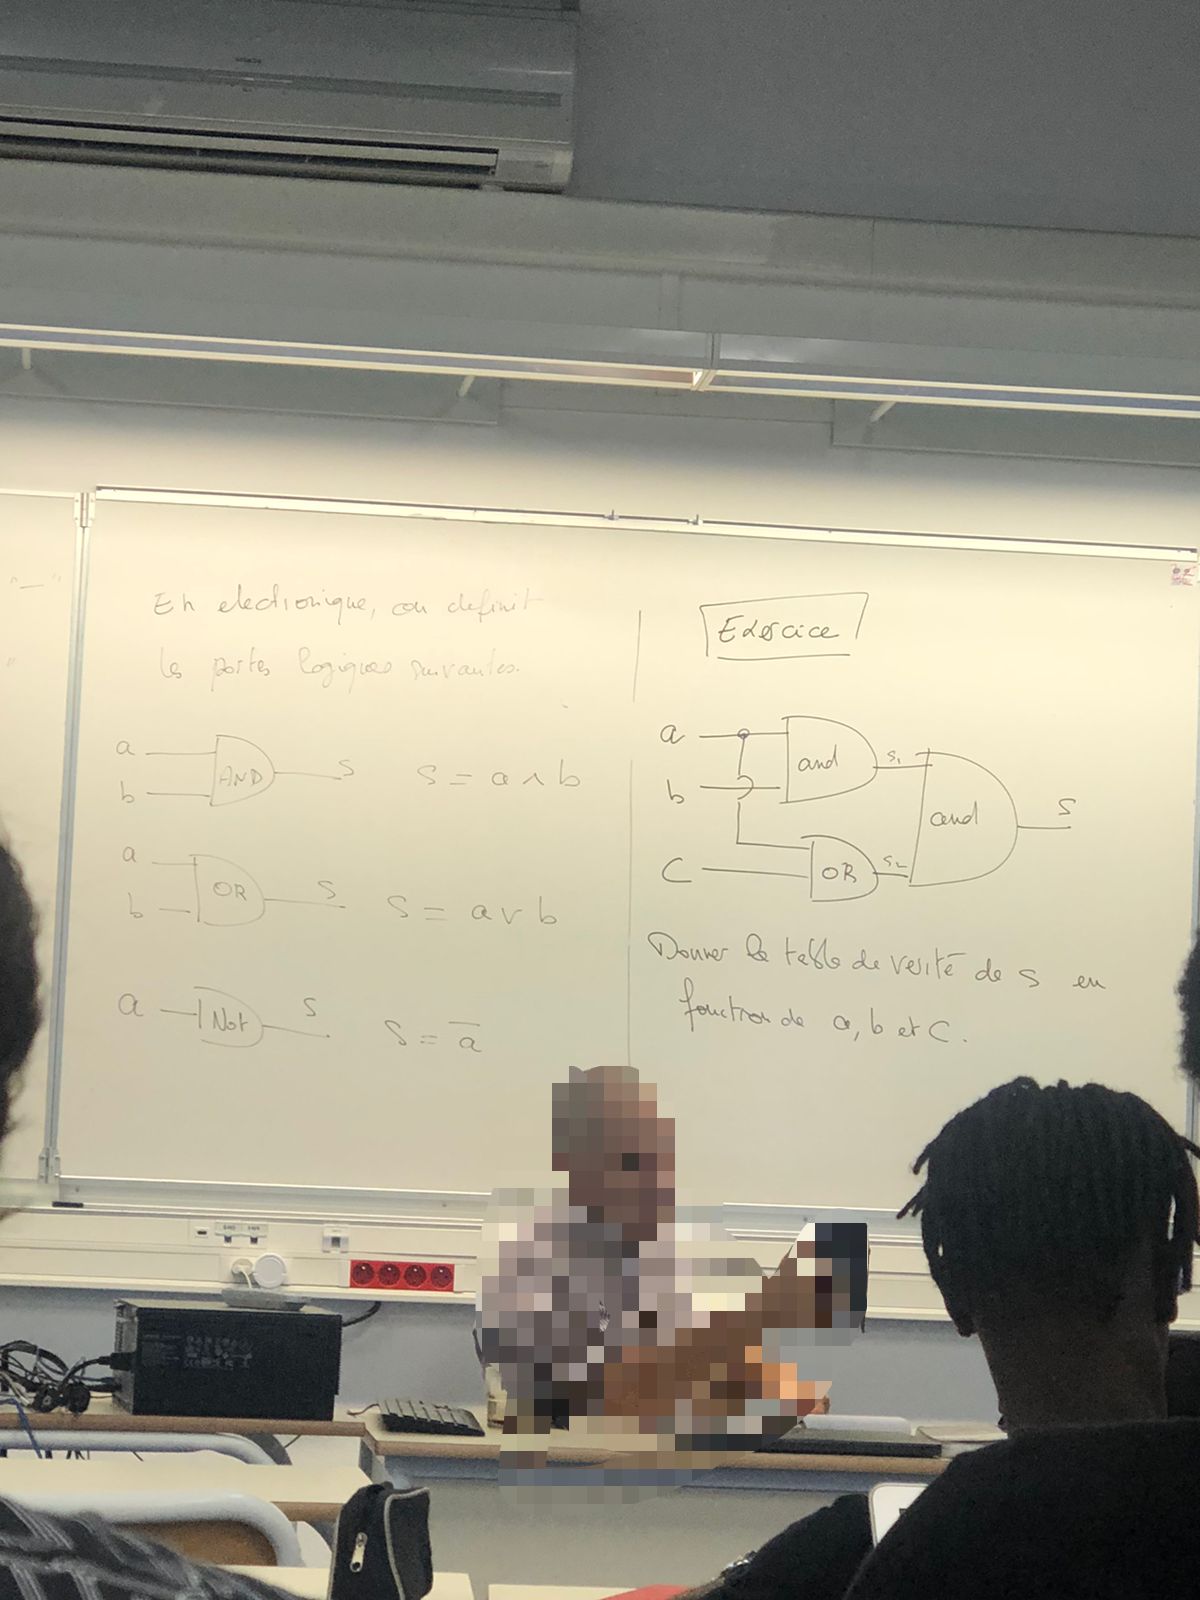 En electronique, on definit
les portes logiques suivantes.
a
b
AND
S
S = a ∧ b
a
b
OR
S
S = a ∨ b
a
Not
S
S = a̅
Exercice
a
b
C
and
S₁
OR
S₂
and
S
Donner la table de verité de S en
fonction de a, b et C.